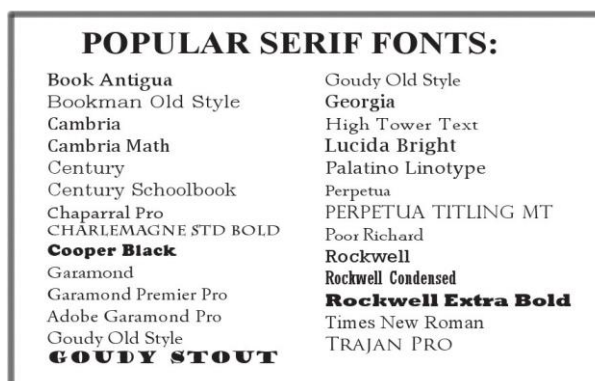 POPULAR SERIF FONTS:
Book Antigua
Bookman Old Style
Cambria
Cambria Math
Century
Century Schoolbook
Chaparral Pro
CHARLEMAGNE STD BOLD
Cooper Black
Garamond
Garamond Premier Pro
Adobe Garamond Pro
Goudy Old Style
GOUDY STOUT
Goudy Old Style
Georgia
High Tower Text
Lucida Bright
Palatino Linotype
Perpetua
PERPETUA TITLING MT
Poor Richard
Rockwell
Rockwell Condensed
Rockwell Extra Bold
Times New Roman
TRAJAN PRO